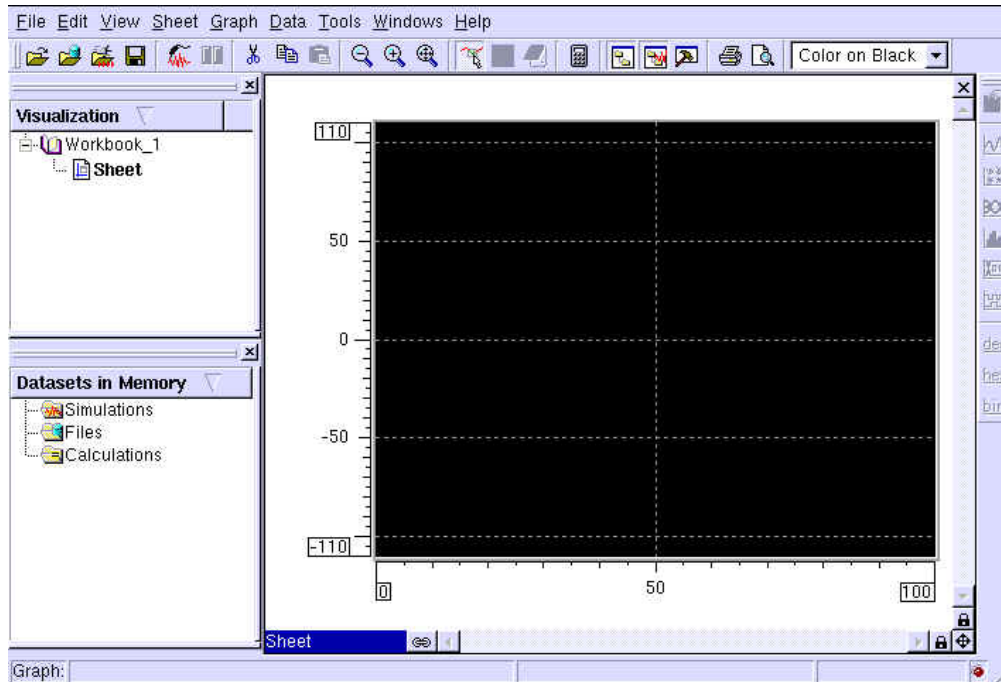 File Edit View Sheet Graph Data Tools Windows Help
Color on Black
Visualization
Workbook_1
Sheet
Datasets in Memory
Simulations
Files
Calculations
110
50
0
-50
-110
0 50 100
Sheet
Graph:
bin